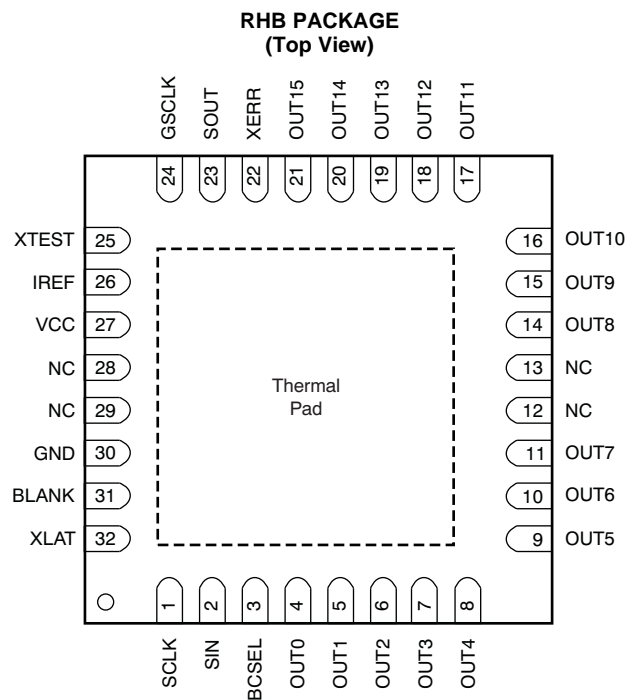 RHB PACKAGE
(Top View)
GSCLK
SOUT
XERR
OUT15
OUT14
OUT13
OUT12
OUT11
24
23
22
21
20
19
18
17
XTEST 25
IREF 26
VCC 27
NC 28
NC 29
GND 30
BLANK 31
XLAT 32
Thermal
Pad
16 OUT10
15 OUT9
14 OUT8
13 NC
12 NC
11 OUT7
10 OUT6
9 OUT5
1
2
3
4
5
6
7
8
SCLK
SIN
BCSEL
OUT0
OUT1
OUT2
OUT3
OUT4